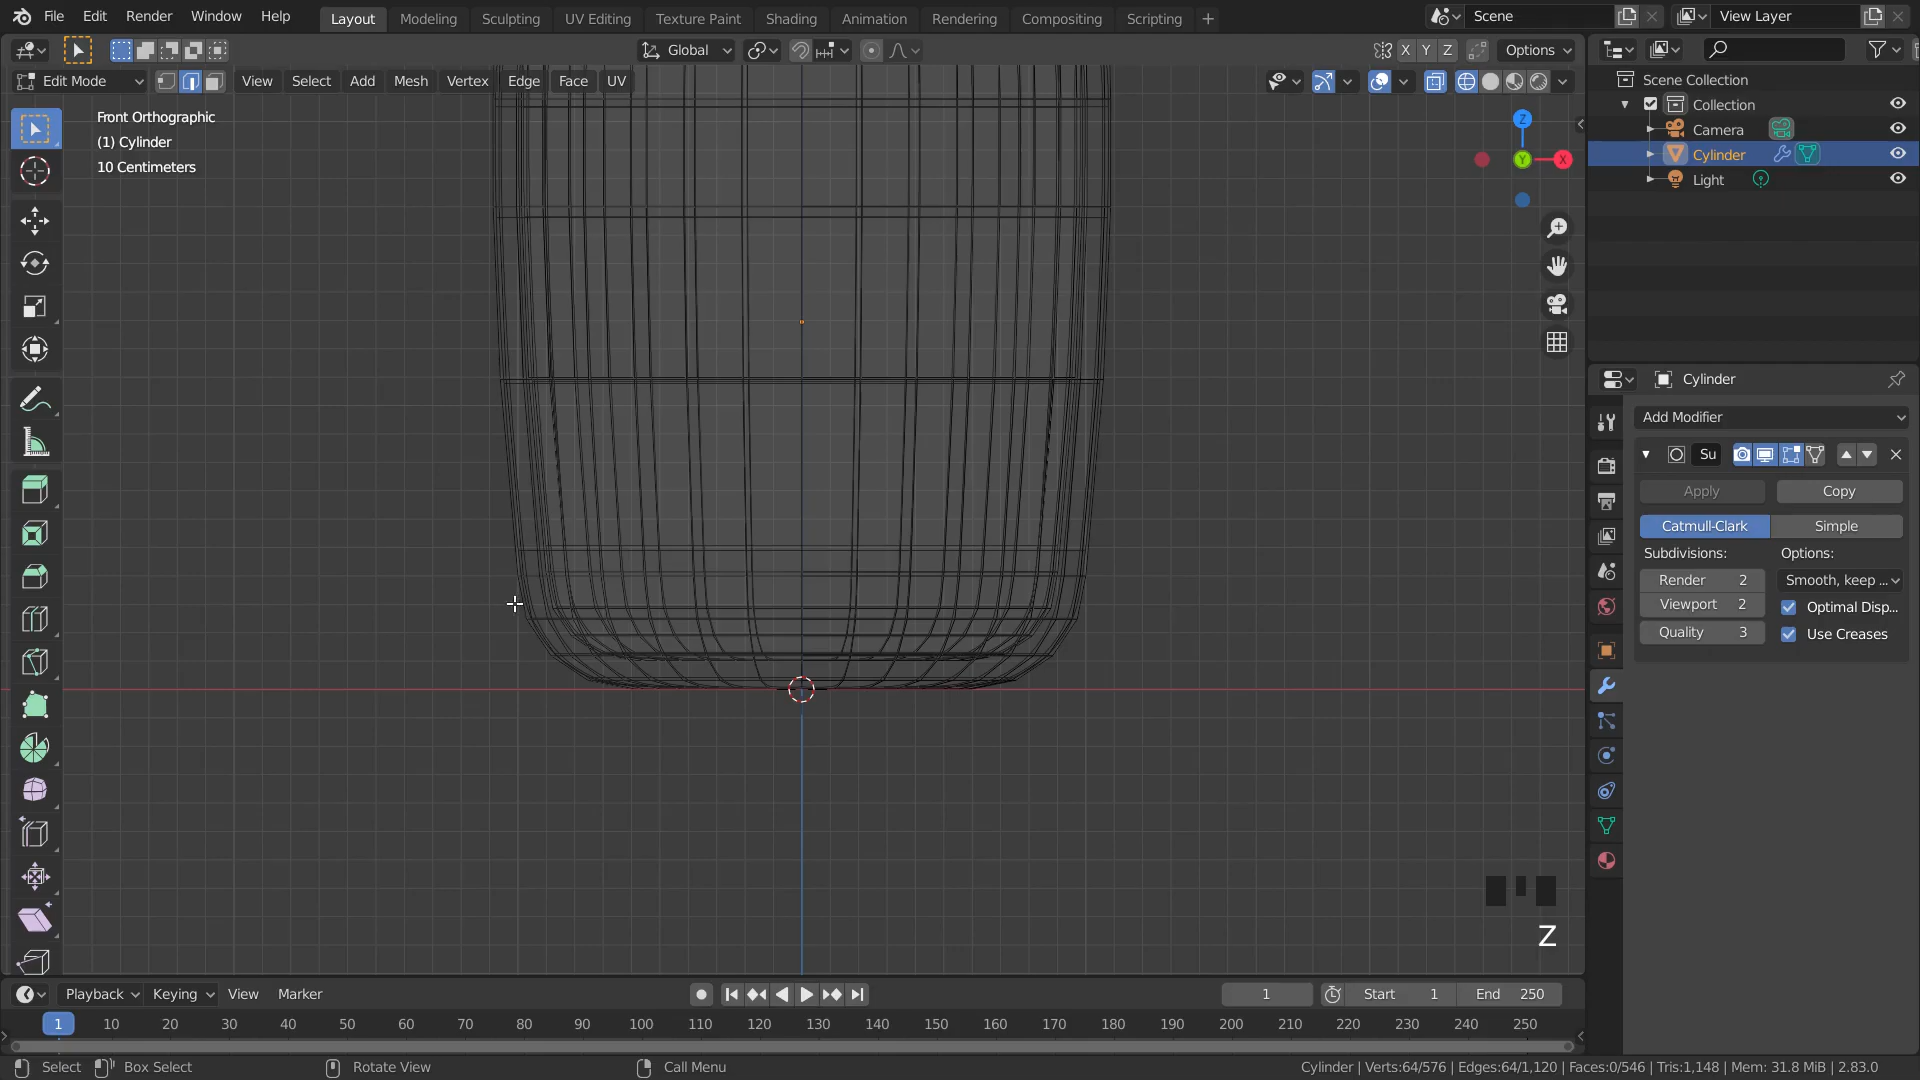 File Edit Render Window Help Layout Modeling Sculpting UV Editing Texture Paint Shading Animation Rendering Compositing Scripting + Scene View Layer
Global X Y Z Options
Edit Mode View Select Add Mesh Vertex Edge Face UV
Front Orthographic
(1) Cylinder
10 Centimeters
Z
Y
X
Scene Collection
Collection
Camera
Cylinder
Light
Cylinder
Add Modifier
Su
Apply Copy
Catmull-Clark Simple
Subdivisions: Options:
Render 2 Smooth, keep ...
Viewport 2 Optimal Disp...
Quality 3 Use Creases
Z
Playback Keying View Marker 1 Start 1 End 250
1 10 20 30 40 50 60 70 80 90 100 110 120 130 140 150 160 170 180 190 200 210 220 230 240 250
Select Box Select Rotate View Call Menu Cylinder | Verts:64/576 | Edges:64/1,120 | Faces:0/546 | Tris:1,148 | Mem: 31.8 MiB | 2.83.0